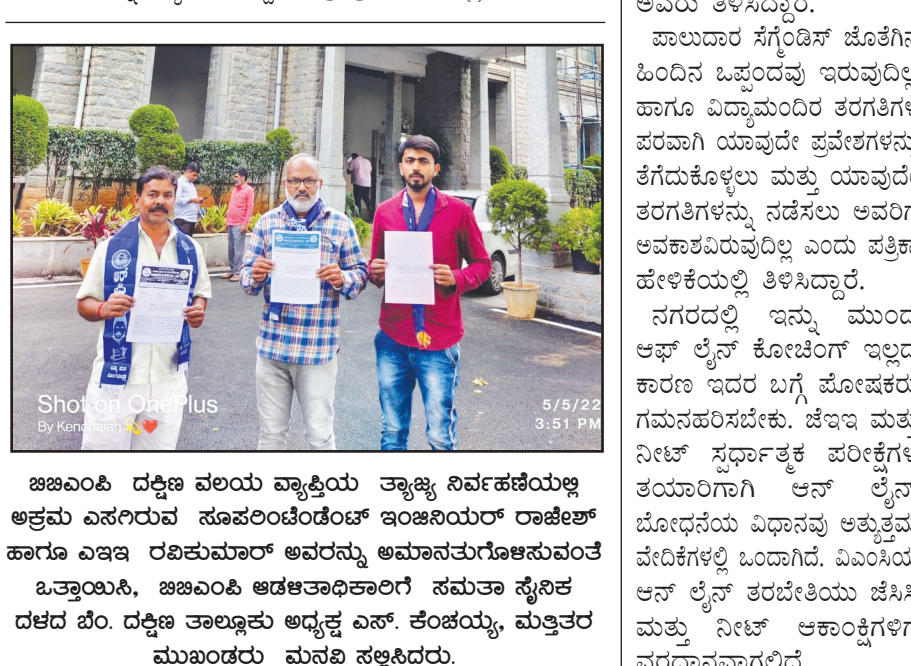 Shot on OnePlus
By Kenchaiah
5/5/22
3:51 PM
ಬಿಬಿಎಂಪಿ ದಕ್ಷಿಣ ವಲಯ ವ್ಯಾಪ್ತಿಯ ತ್ಯಾಜ್ಯ ನಿರ್ವಹಣೆಯಲ್ಲಿ
ಅಕ್ರಮ ಎಸಗಿರುವ ಸೂಪರಿಂಟೆಂಡೆಂಟ್ ಇಂಜಿನಿಯರ್ ರಾಜೇಶ್
ಹಾಗೂ ಎಇಇ ರವಿಕುಮಾರ್ ಅವರನ್ನು ಅಮಾನತುಗೊಳಿಸುವಂತೆ
ಒತ್ತಾಯಿಸಿ, ಬಿಬಿಎಂಪಿ ಆಡಳಿತಾಧಿಕಾರಿಗೆ ಸಮತಾ ಸೈನಿಕ
ದಳದ ಬೆಂ. ದಕ್ಷಿಣ ತಾಲ್ಲೂಕು ಅಧ್ಯಕ್ಷ ಎಸ್. ಕೆಂಚಯ್ಯ, ಮತ್ತಿತರ
ಮುಖಂಡರು ಮನವಿ ಸಲ್ಲಿಸಿದರು.
ಅವರು ತಿಳಿಸಿದ್ದಾರೆ.
ಪಾಲುದಾರ ಸೆಗ್ಮೆಂಡಿಸ್ ಜೊತೆಗಿನ
ಹಿಂದಿನ ಒಪ್ಪಂದವು ಇರುವುದಿಲ್ಲ
ಹಾಗೂ ವಿದ್ಯಾಮಂದಿರ ತರಗತಿಗಳ
ಪರವಾಗಿ ಯಾವುದೇ ಪ್ರವೇಶಗಳನ್ನು
ತೆಗೆದುಕೊಳ್ಳಲು ಮತ್ತು ಯಾವುದೇ
ತರಗತಿಗಳನ್ನು ನಡೆಸಲು ಅವರಿಗೆ
ಅವಕಾಶವಿರುವುದಿಲ್ಲ ಎಂದು ಪತ್ರಿಕಾ
ಹೇಳಿಕೆಯಲ್ಲಿ ತಿಳಿಸಿದ್ದಾರೆ.
ನಗರದಲ್ಲಿ ಇನ್ನು ಮುಂದೆ
ಆಫ್ ಲೈನ್ ಕೋಚಿಂಗ್ ಇಲ್ಲದ
ಕಾರಣ ಇದರ ಬಗ್ಗೆ ಪೋಷಕರು
ಗಮನಹರಿಸಬೇಕು. ಜೆಇಇ ಮತ್ತು
ನೀಟ್ ಸ್ಪರ್ಧಾತ್ಮಕ ಪರೀಕ್ಷೆಗಳ
ತಯಾರಿಗಾಗಿ ಆನ್ ಲೈನ್
ಬೋಧನೆಯ ವಿಧಾನವು ಅತ್ಯುತ್ತಮ
ವೇದಿಕೆಗಳಲ್ಲಿ ಒಂದಾಗಿದೆ. ವಿಎಂಸಿಯ
ಆನ್ ಲೈನ್ ತರಬೇತಿಯು ಜೆಸಿಸಿ
ಮತ್ತು ನೀಟ್ ಆಕಾಂಕ್ಷಿಗಳಿಗೆ
ವರದಾನವಾಗಲಿದೆ